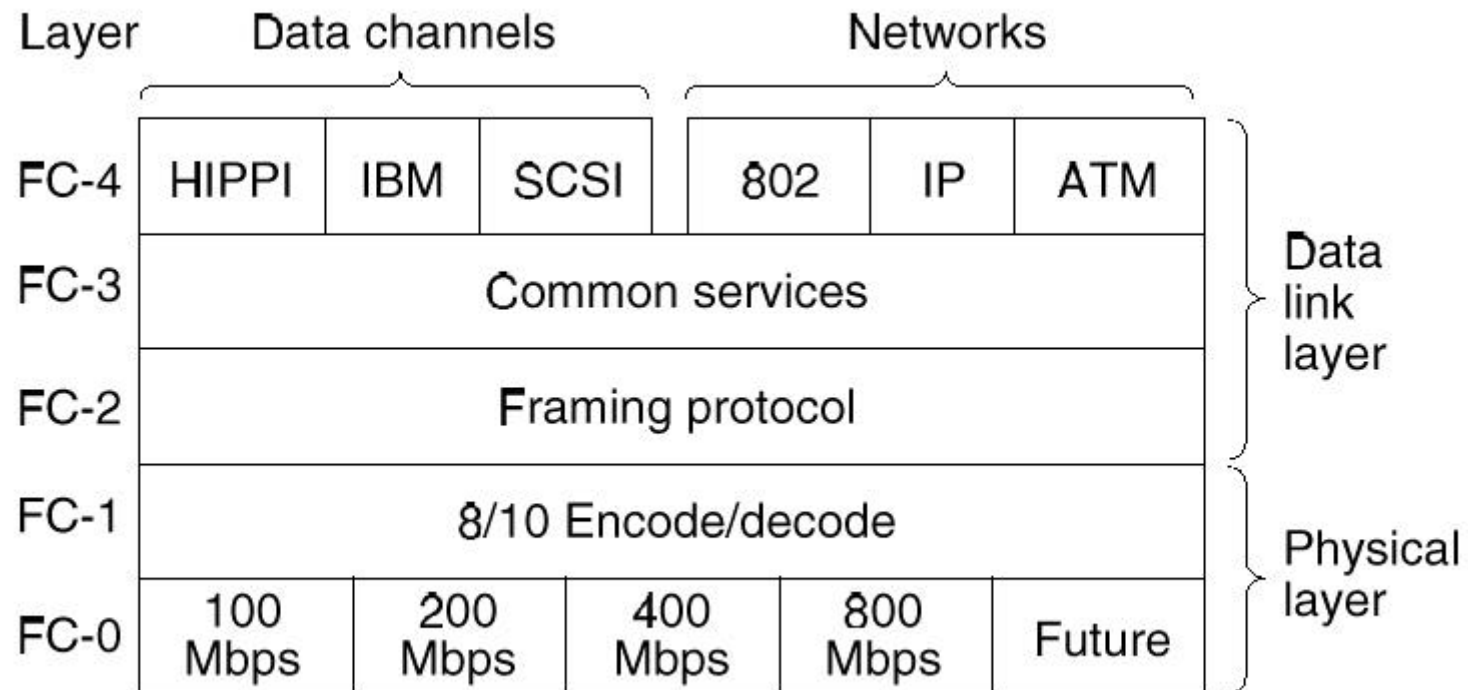 Layer Data channels Networks
FC-4 HIPPI IBM SCSI 802 IP ATM
FC-3 Common services
Data
link
layer
FC-2 Framing protocol
FC-1 8/10 Encode/decode
Physical
layer
FC-0 100 Mbps 200 Mbps 400 Mbps 800 Mbps Future